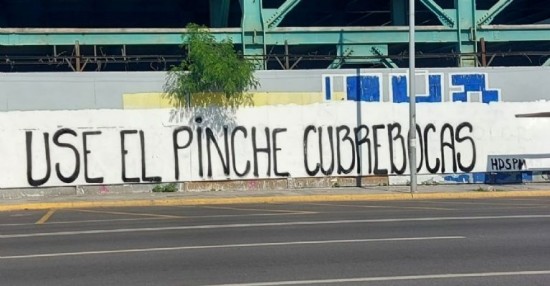 USE EL PINCHE CUBREBOCAS
HDSPM